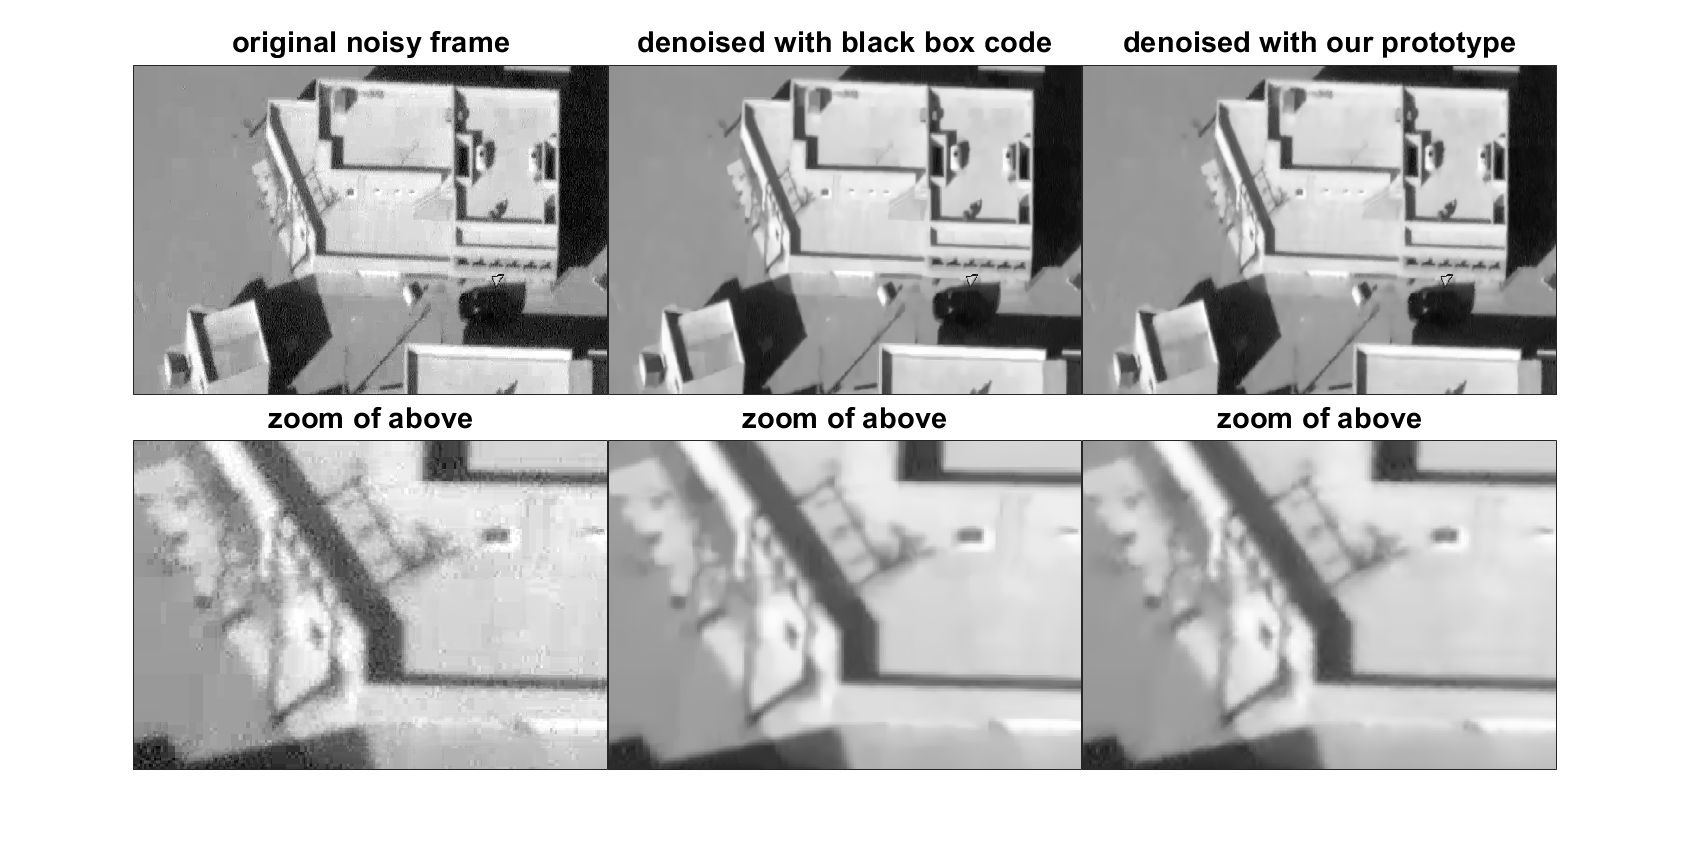 original noisy frame
denoised with black box code
denoised with our prototype
zoom of above
zoom of above
zoom of above